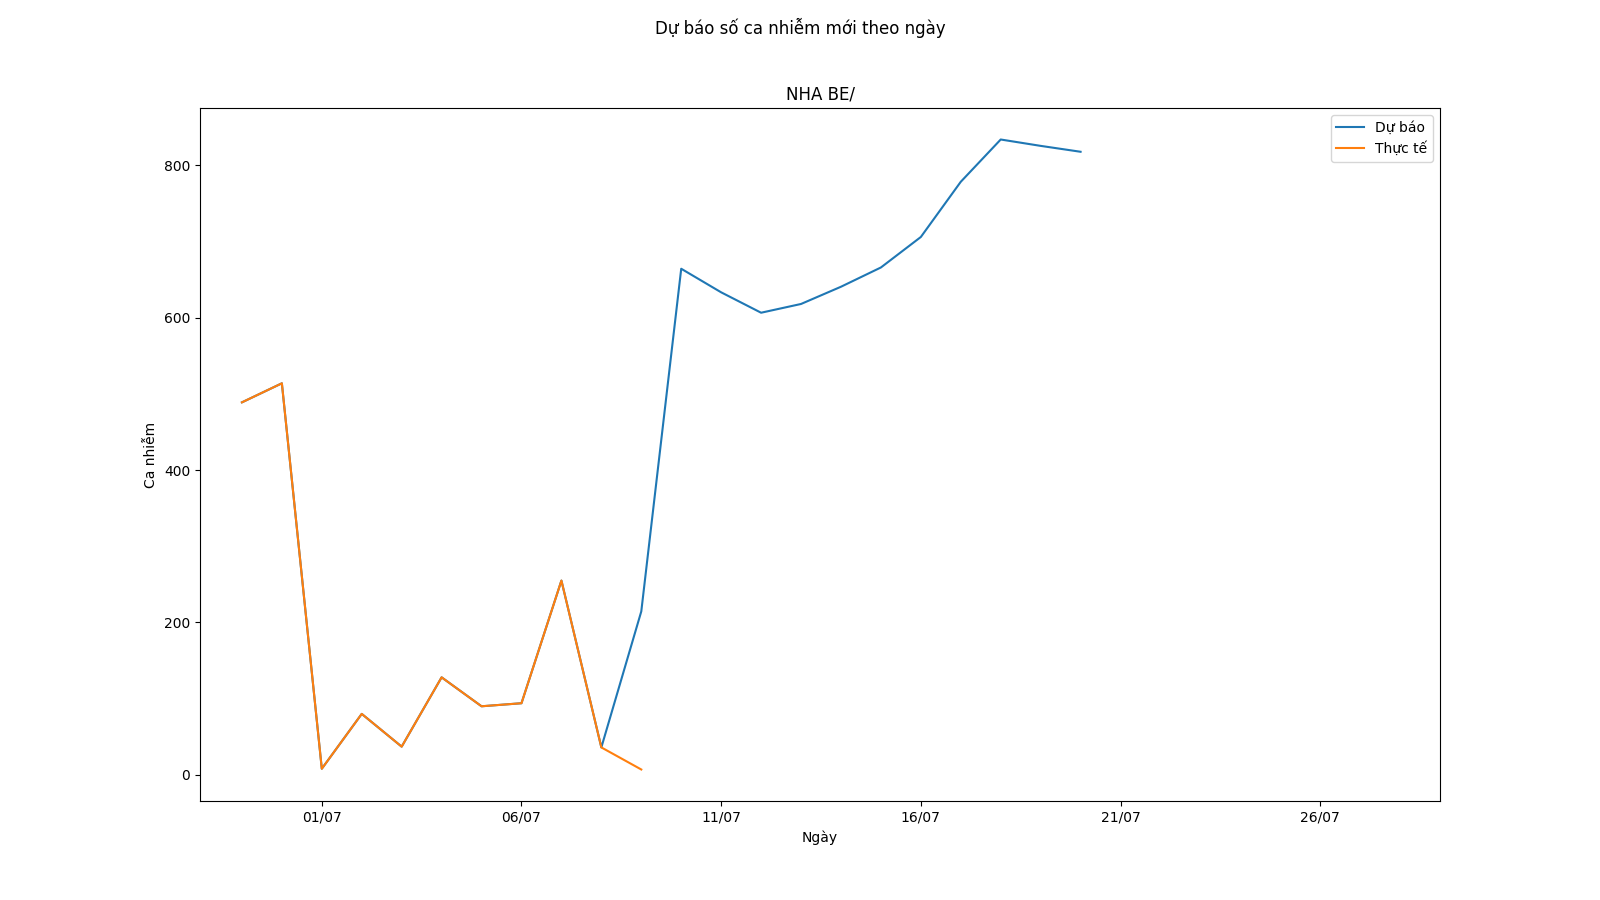 Dự báo số ca nhiễm mới theo ngày
NHA BE/
Dự báo
Thực tế
800
600
400
200
0
Ca nhiễm
01/07
06/07
11/07
16/07
21/07
26/07
Ngày